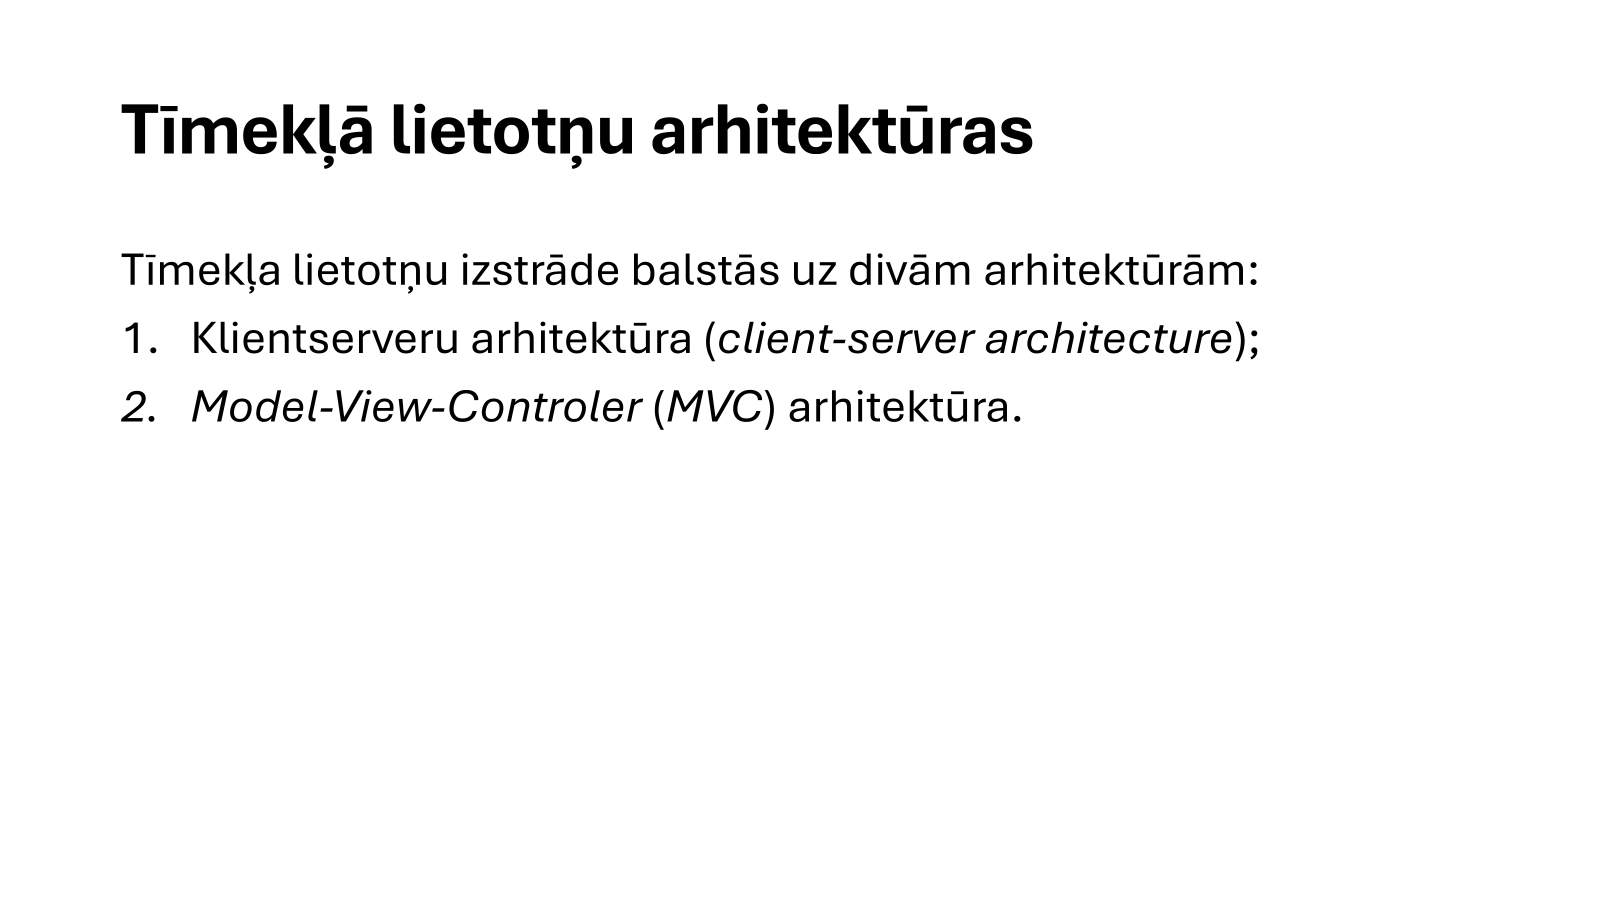 Tīmekļā lietotņu arhitektūras
Tīmekļa lietotņu izstrāde balstās uz divām arhitektūrām:
1. Klientserveru arhitektūra (client-server architecture);
2. Model-View-Controler (MVC) arhitektūra.